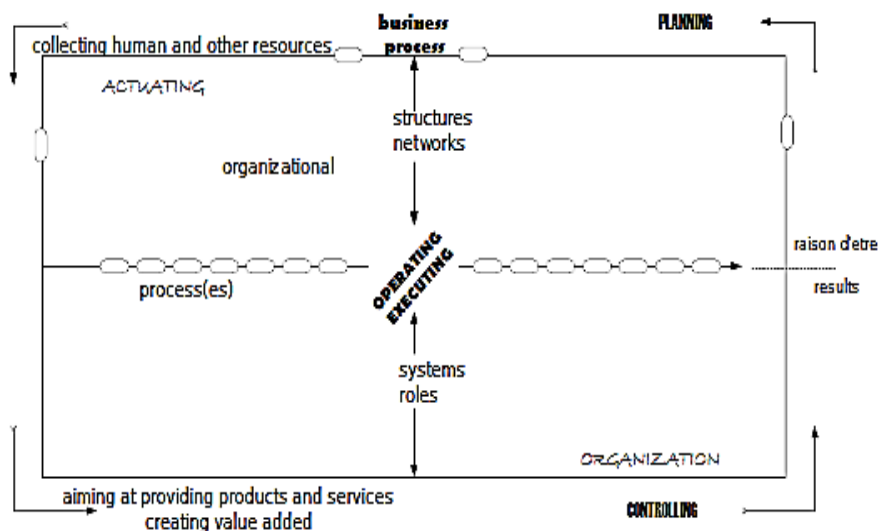 business
process
PLANNING
collecting human and other resources
ACTUATING
structures
networks
organizational
OPERATING
EXECUTING
raison d'etre
results
process(es)
systems
roles
ORGANIZATION
aiming at providing products and services
creating value added
CONTROLLING